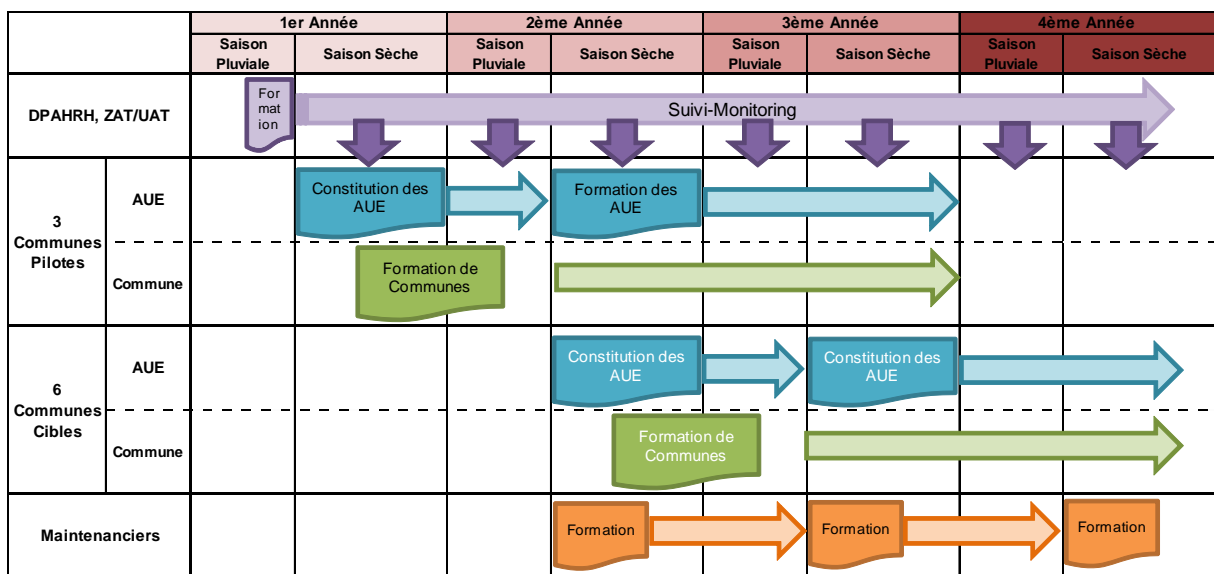 1er Année
2ème Année
3ème Année
4ème Année
Saison
Pluviale
Saison Sèche
Saison
Pluviale
Saison Sèche
Saison
Pluviale
Saison Sèche
Saison
Pluviale
Saison Sèche
DPAHRH, ZAT/UAT
For
mat
ion
Suivi-Monitoring
3
Communes
Pilotes
AUE
Constitution des
AUE
Formation des
AUE
Commune
Formation de
Communes
6
Communes
Cibles
AUE
Constitution des
AUE
Constitution des
AUE
Commune
Formation de
Communes
Maintenanciers
Formation
Formation
Formation